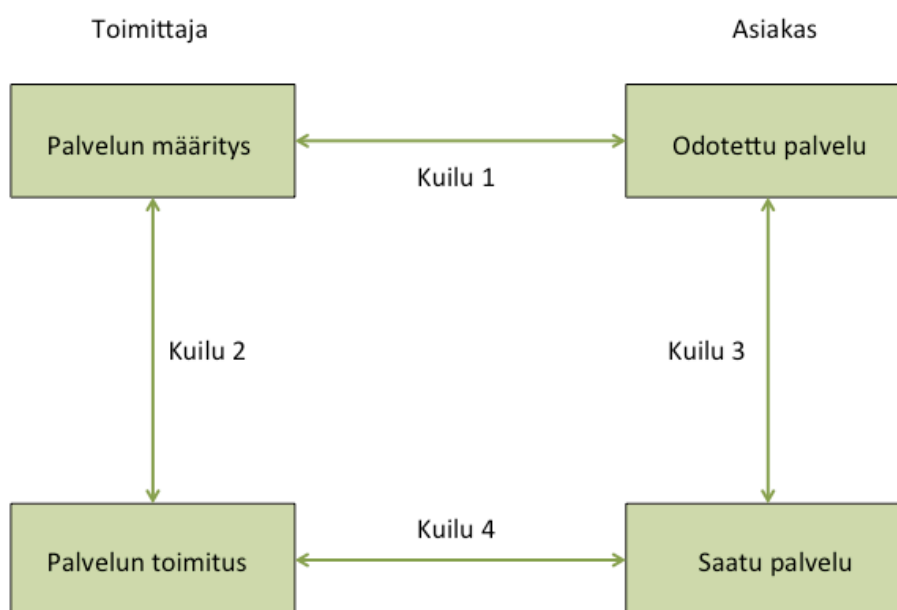 Toimittaja
Asiakas
Palvelun määritys
Odotettu palvelu
Kuilu 1
Kuilu 2
Kuilu 3
Kuilu 4
Palvelun toimitus
Saatu palvelu